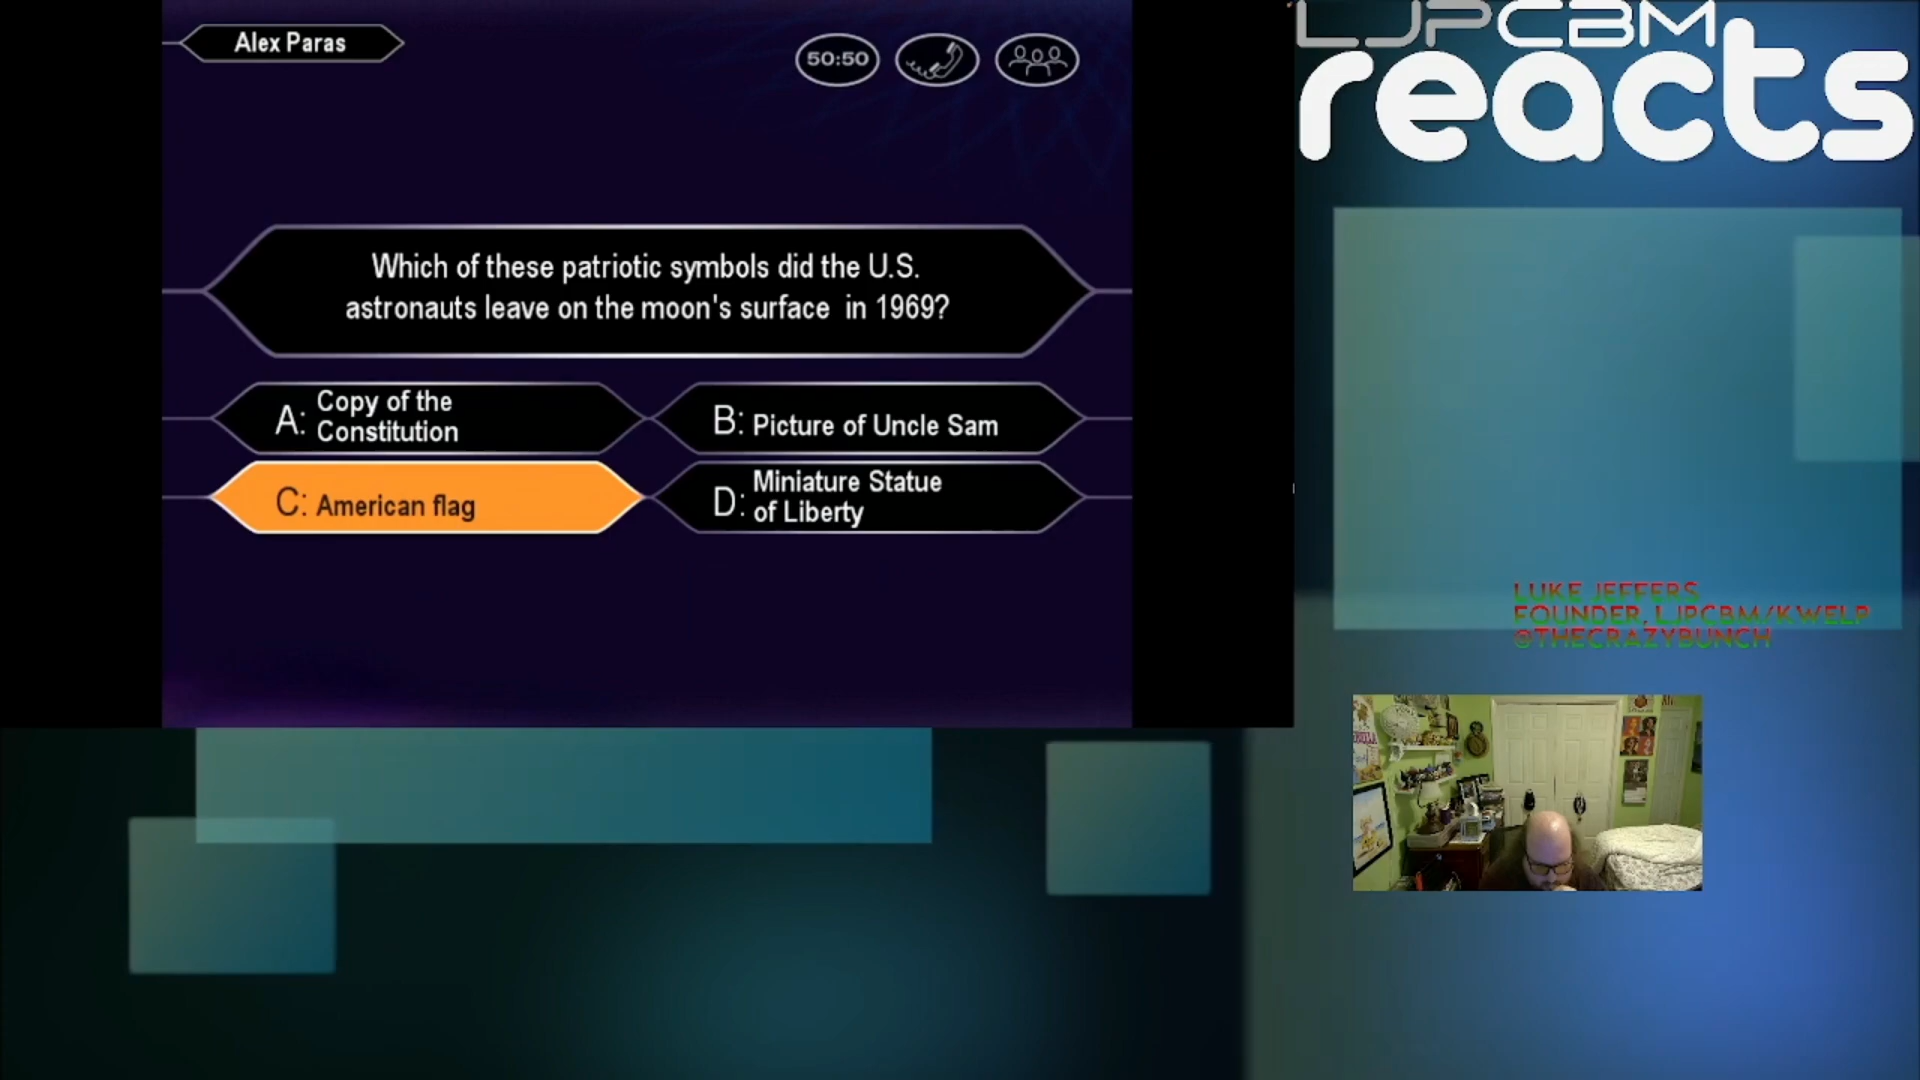 Alex Paras
50:50
LJPCBM
reacts
Which of these patriotic symbols did the U.S.
astronauts leave on the moon's surface in 1969?
A: Copy of the
Constitution
B: Picture of Uncle Sam
C: American flag
D: Miniature Statue
of Liberty
LUKE JEFFERS
FOUNDER, LJPCBM/KWELP
@THECRAZYBUNCH